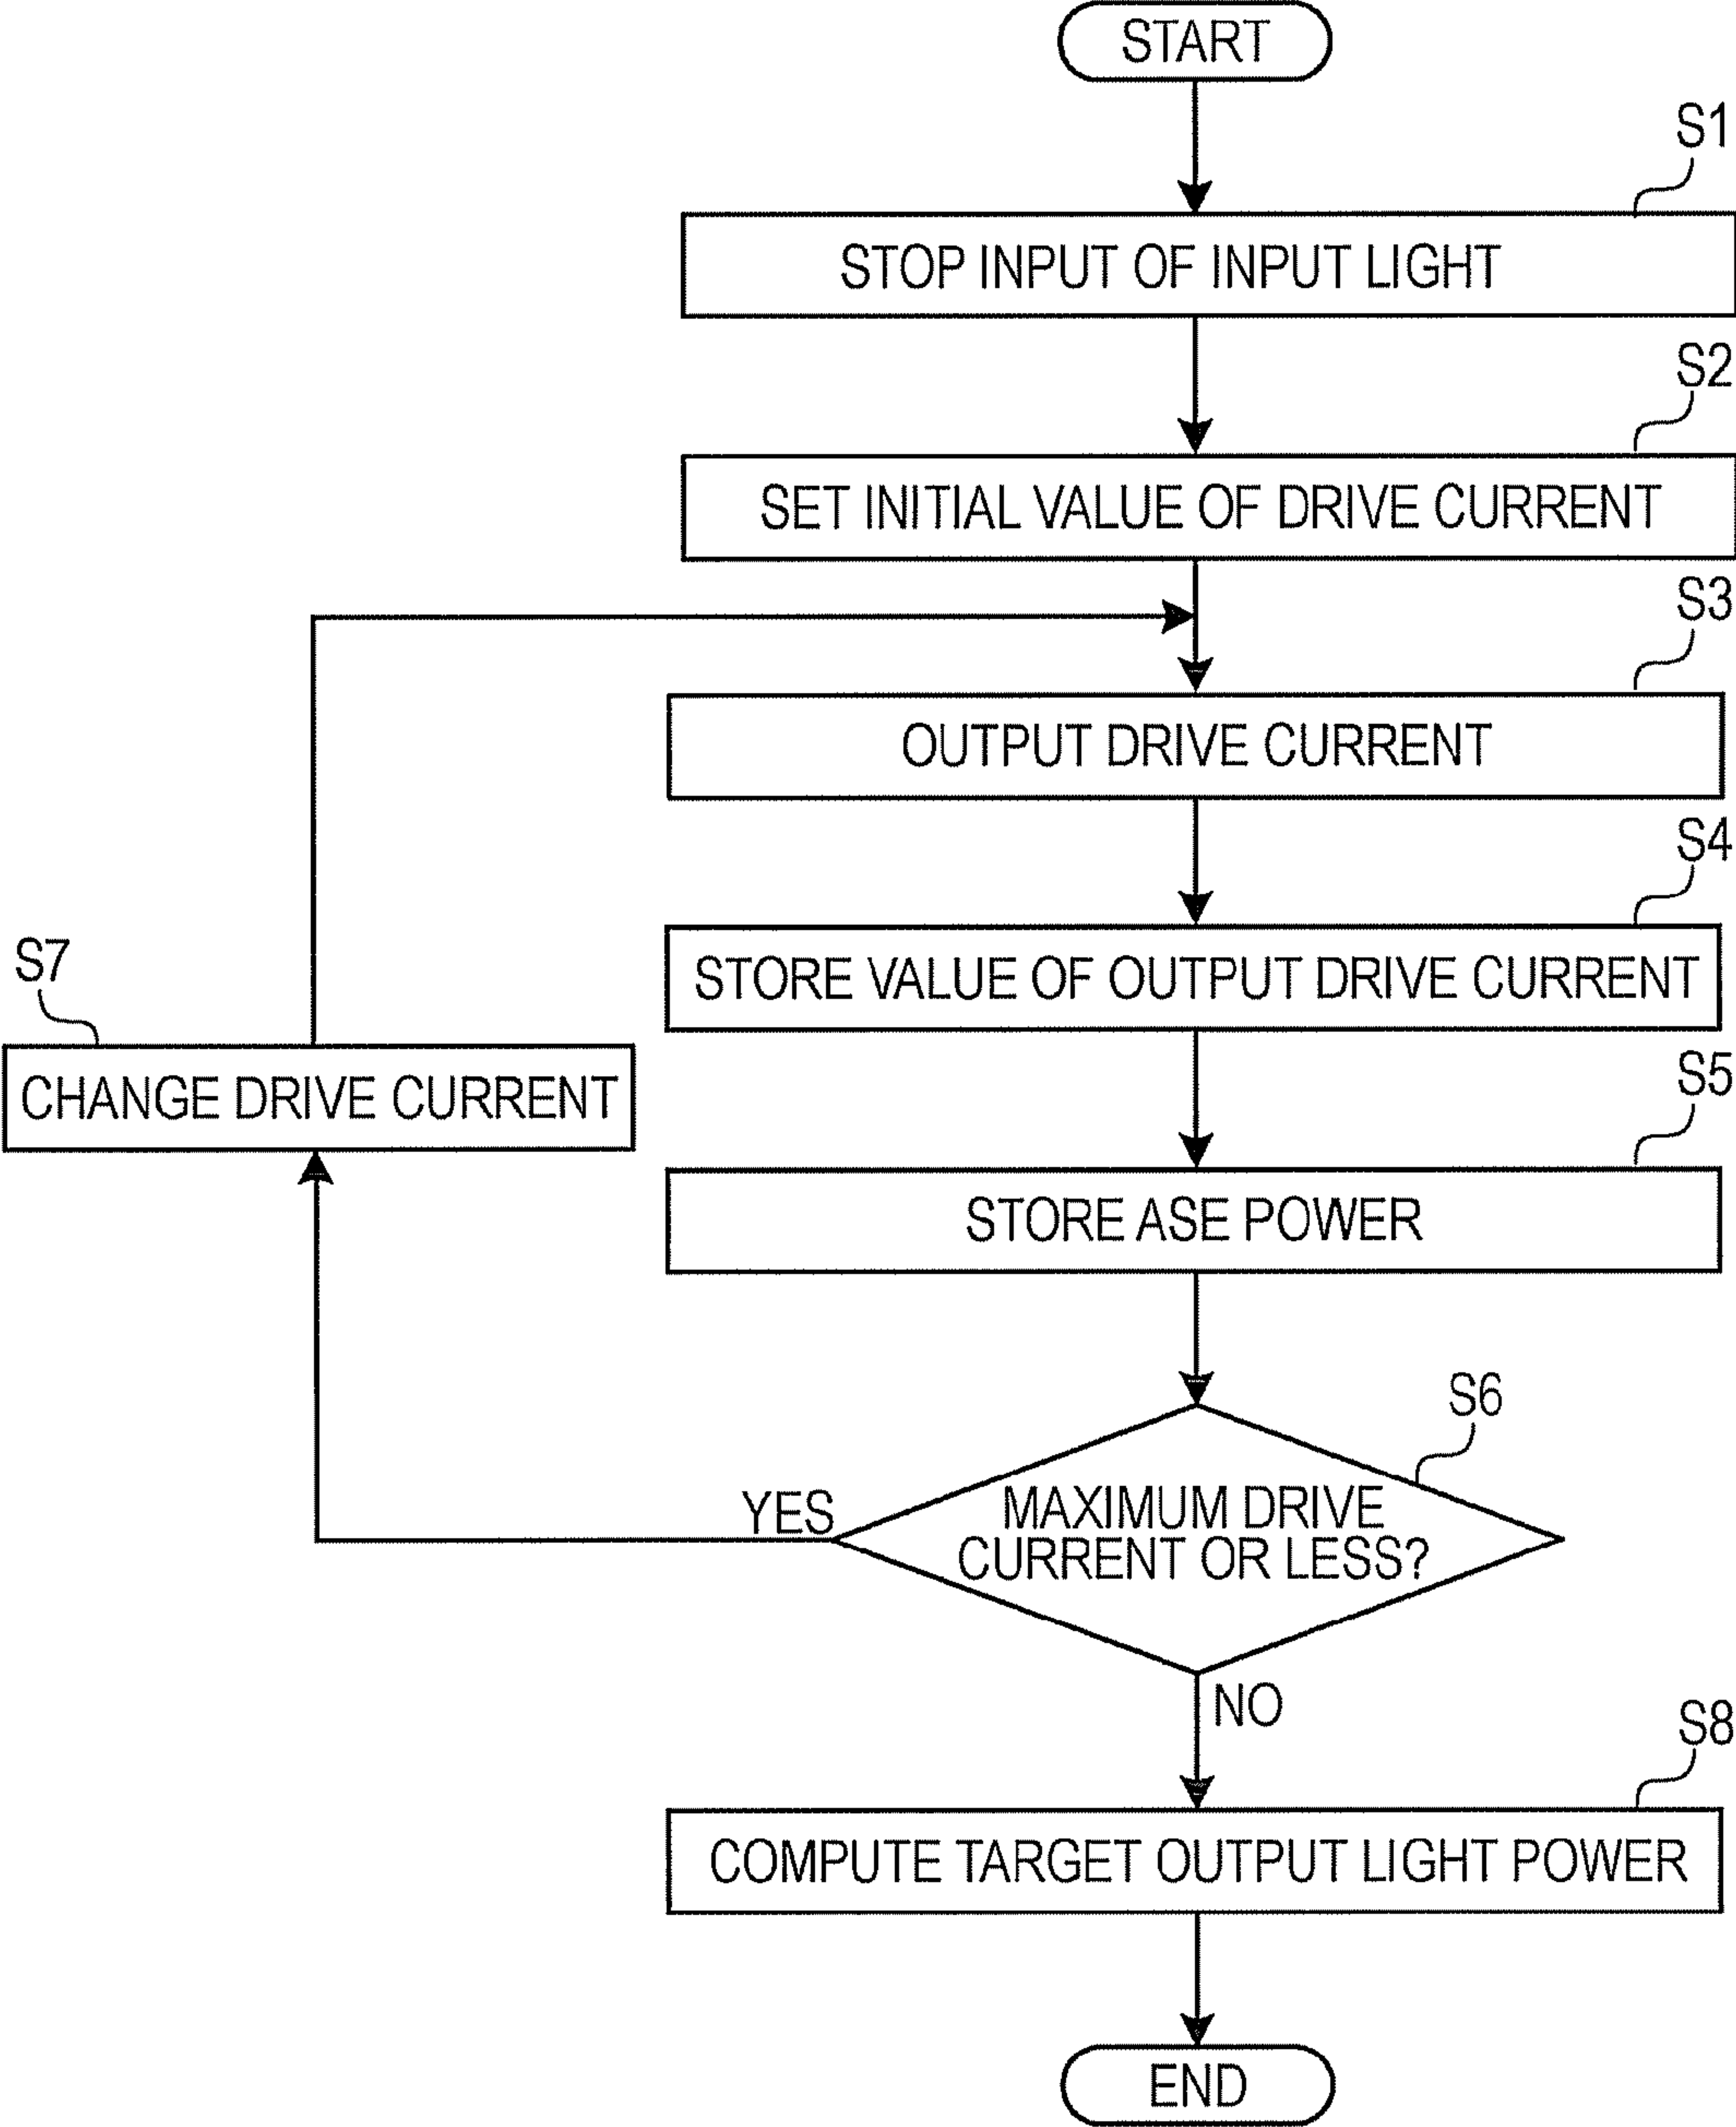 START
S1
STOP INPUT OF INPUT LIGHT
S2
SET INITIAL VALUE OF DRIVE CURRENT
S3
OUTPUT DRIVE CURRENT
S4
STORE VALUE OF OUTPUT DRIVE CURRENT
S7
CHANGE DRIVE CURRENT
S5
STORE ASE POWER
S6
YES
MAXIMUM DRIVE
CURRENT OR LESS?
NO
S8
COMPUTE TARGET OUTPUT LIGHT POWER
END